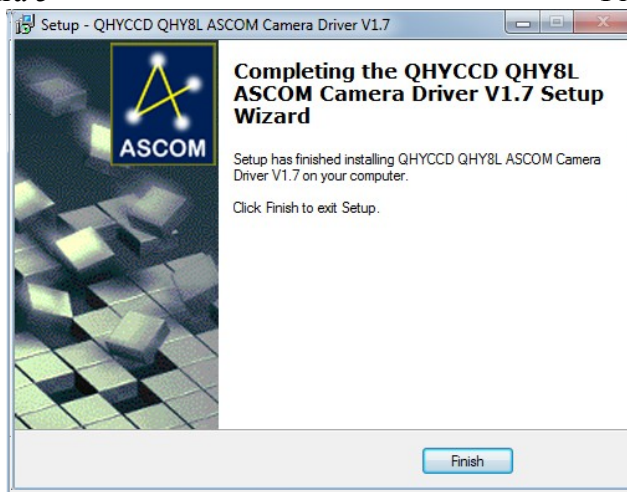 Setup - QHYCCD QHY8L ASCOM Camera Driver V1.7
ASCOM
Completing the QHYCCD QHY8L
ASCOM Camera Driver V1.7 Setup
Wizard
Setup has finished installing QHYCCD QHY8L ASCOM Camera
Driver V1.7 on your computer.
Click Finish to exit Setup.
Finish